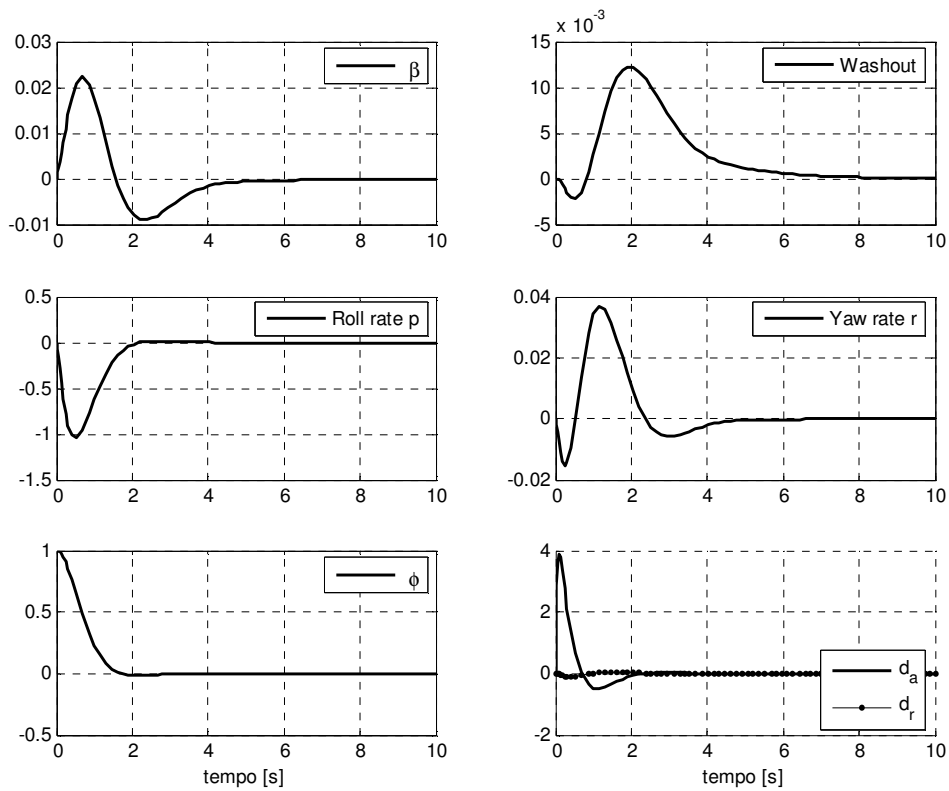 0.03
0.02
0.01
0
-0.01
0 2 4 6 8 10
β
x 10^-3
15
10
5
0
-5
0 2 4 6 8 10
Washout
0.5
0
-0.5
-1
-1.5
0 2 4 6 8 10
Roll rate p
0.04
0.02
0
-0.02
0 2 4 6 8 10
Yaw rate r
1
0.5
0
-0.5
0 2 4 6 8 10
tempo [s]
ϕ
4
2
0
-2
0 2 4 6 8 10
tempo [s]
d_a
d_r